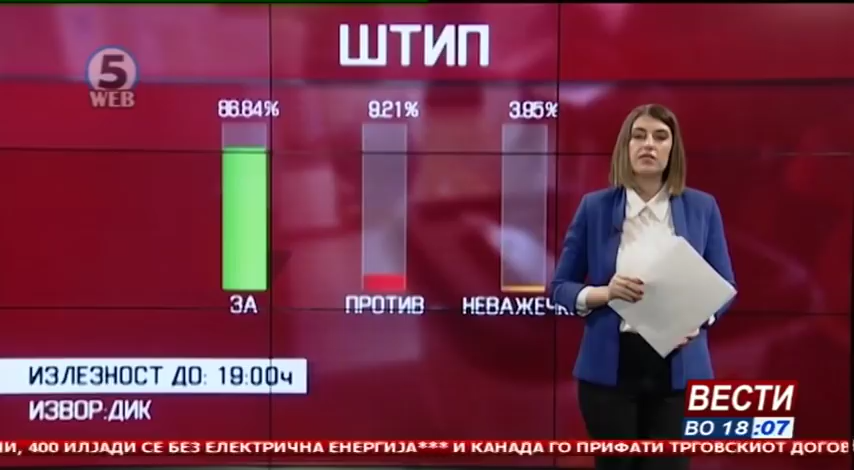 ШТИП
5
WEB
86.84% 9.21% 3.95%
ЗА ПРОТИВ
ИЗЛЕЗНОСТ ДО: 19:00ч
ИЗВОР:ДИК
ВЕСТИ
ВО 18:07
400 ИЛЈАДИ СЕ БЕЗ ЕЛЕКТРИЧНА ЕНЕРГИЈА*** И КАНАДА ГО ПРИФАТИ ТРГОВСКИОТ